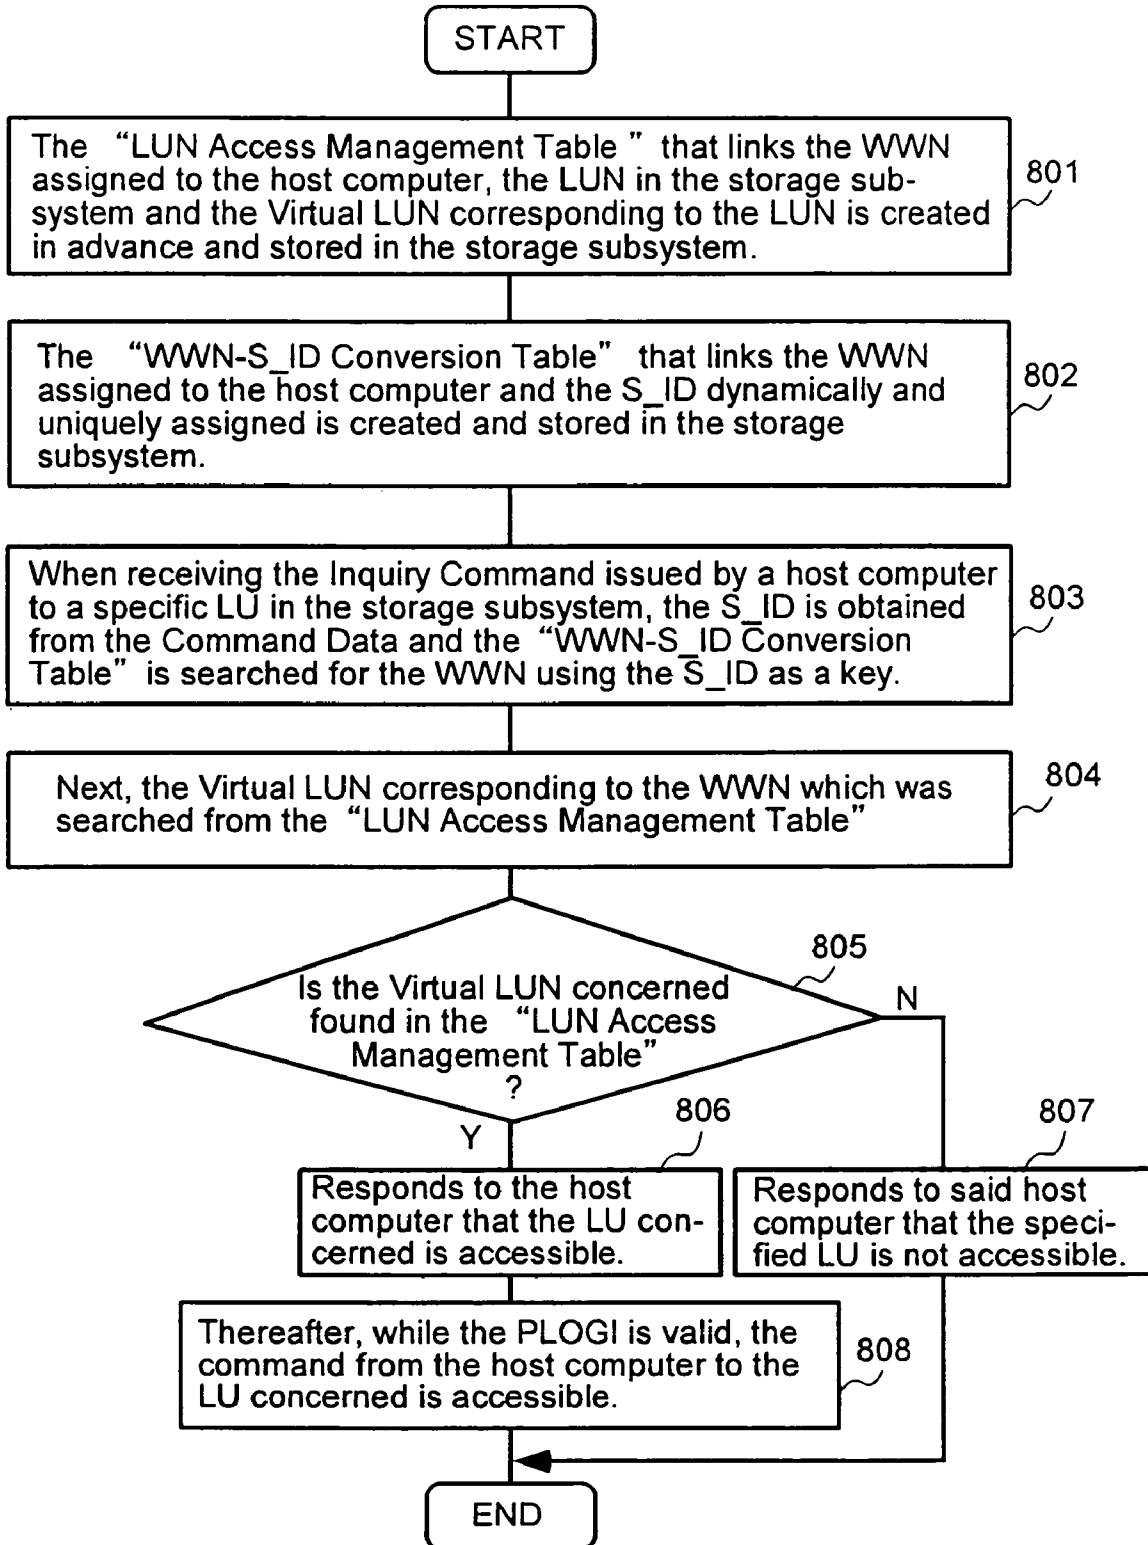 START
The “LUN Access Management Table ” that links the WWN
assigned to the host computer, the LUN in the storage sub-
system and the Virtual LUN corresponding to the LUN is created
in advance and stored in the storage subsystem.
801
The “WWN-S_ID Conversion Table” that links the WWN
assigned to the host computer and the S_ID dynamically and
uniquely assigned is created and stored in the storage
subsystem.
802
When receiving the Inquiry Command issued by a host computer
to a specific LU in the storage subsystem, the S_ID is obtained
from the Command Data and the “WWN-S_ID Conversion
Table” is searched for the WWN using the S_ID as a key.
803
Next, the Virtual LUN corresponding to the WWN which was
searched from the “LUN Access Management Table”
804
Is the Virtual LUN concerned
found in the “LUN Access
Management Table”
?
805
N
Y
806
Responds to the host
computer that the LU con-
cerned is accessible.
807
Responds to said host
computer that the speci-
fied LU is not accessible.
Thereafter, while the PLOGI is valid, the
command from the host computer to the
LU concerned is accessible.
808
END